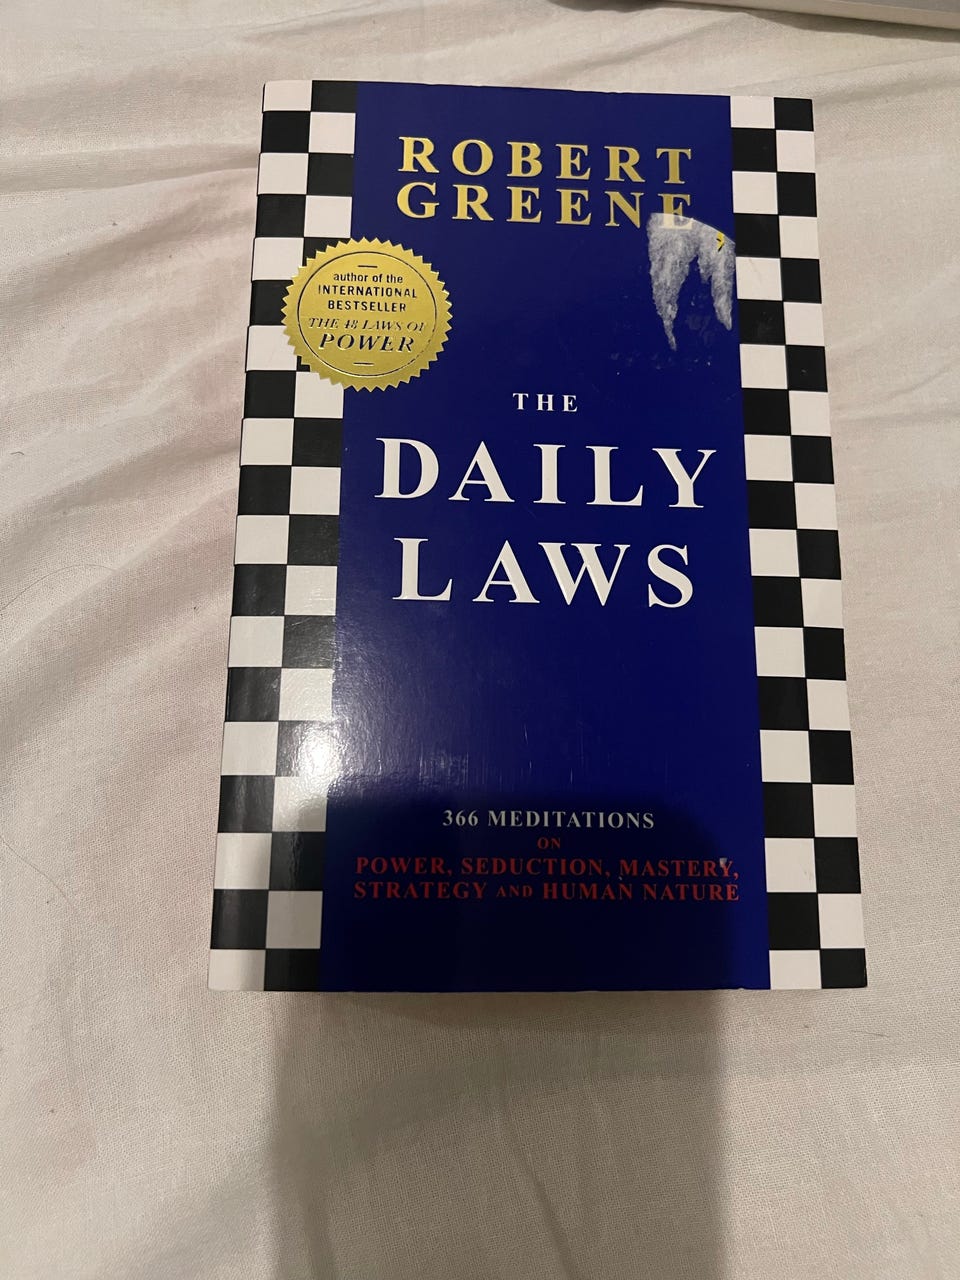 ROBERT
GREENE
author of the
INTERNATIONAL
BESTSELLER
THE 48 LAWS OF
POWER
THE
DAILY
LAWS
366 MEDITATIONS
ON
POWER, SEDUCTION, MASTERY,
STRATEGY AND HUMAN NATURE